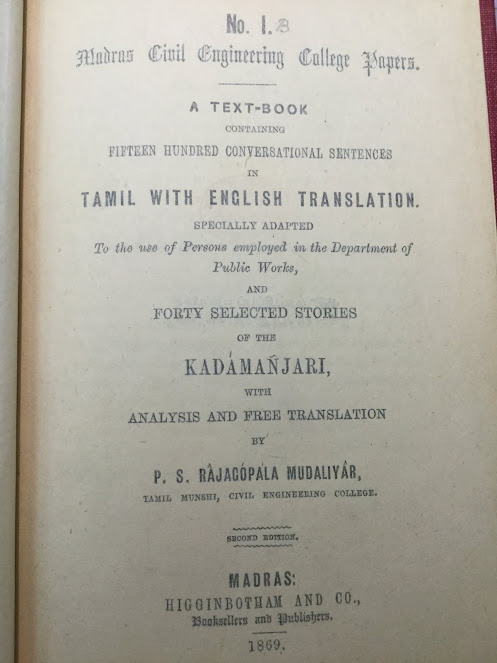 No. I. B
Madras Civil Engineering College Papers.
A TEXT-BOOK
CONTAINING
FIFTEEN HUNDRED CONVERSATIONAL SENTENCES
IN
TAMIL WITH ENGLISH TRANSLATION.
SPECIALLY ADAPTED
To the use of Persons employed in the Department of
Public Works,
AND
FORTY SELECTED STORIES
OF THE
KADÁMAÑJARI,
WITH
ANALYSIS AND FREE TRANSLATION
BY
P. S. RÂJAGÓPÁLA MUDALIYÂR,
TAMIL MUNSHI, CIVIL ENGINEERING COLLEGE.
SECOND EDITION.
MADRAS:
HIGGINBOTHAM AND CO.,
Booksellers and Publishers.
1869.